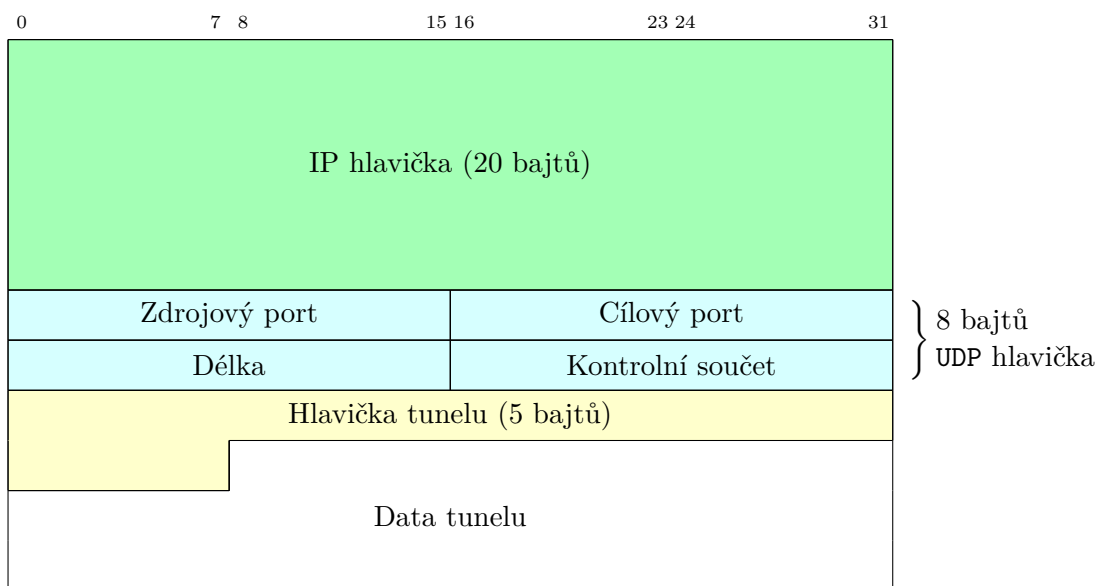 0 7 8 15 16 23 24 31
IP hlavička (20 bajtů)
Zdrojový port Cílový port
Délka Kontrolní součet
8 bajtů
UDP hlavička
Hlavička tunelu (5 bajtů)
Data tunelu